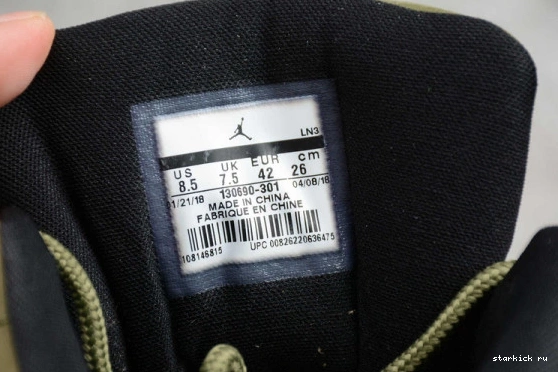 LN3
US UK EUR cm
8.5 7.5 42 26
1/21/18 130690-301 04/08/18
MADE IN CHINA
FABRIQUE EN CHINE
108146815 UPC 00826220636475
starkick ru